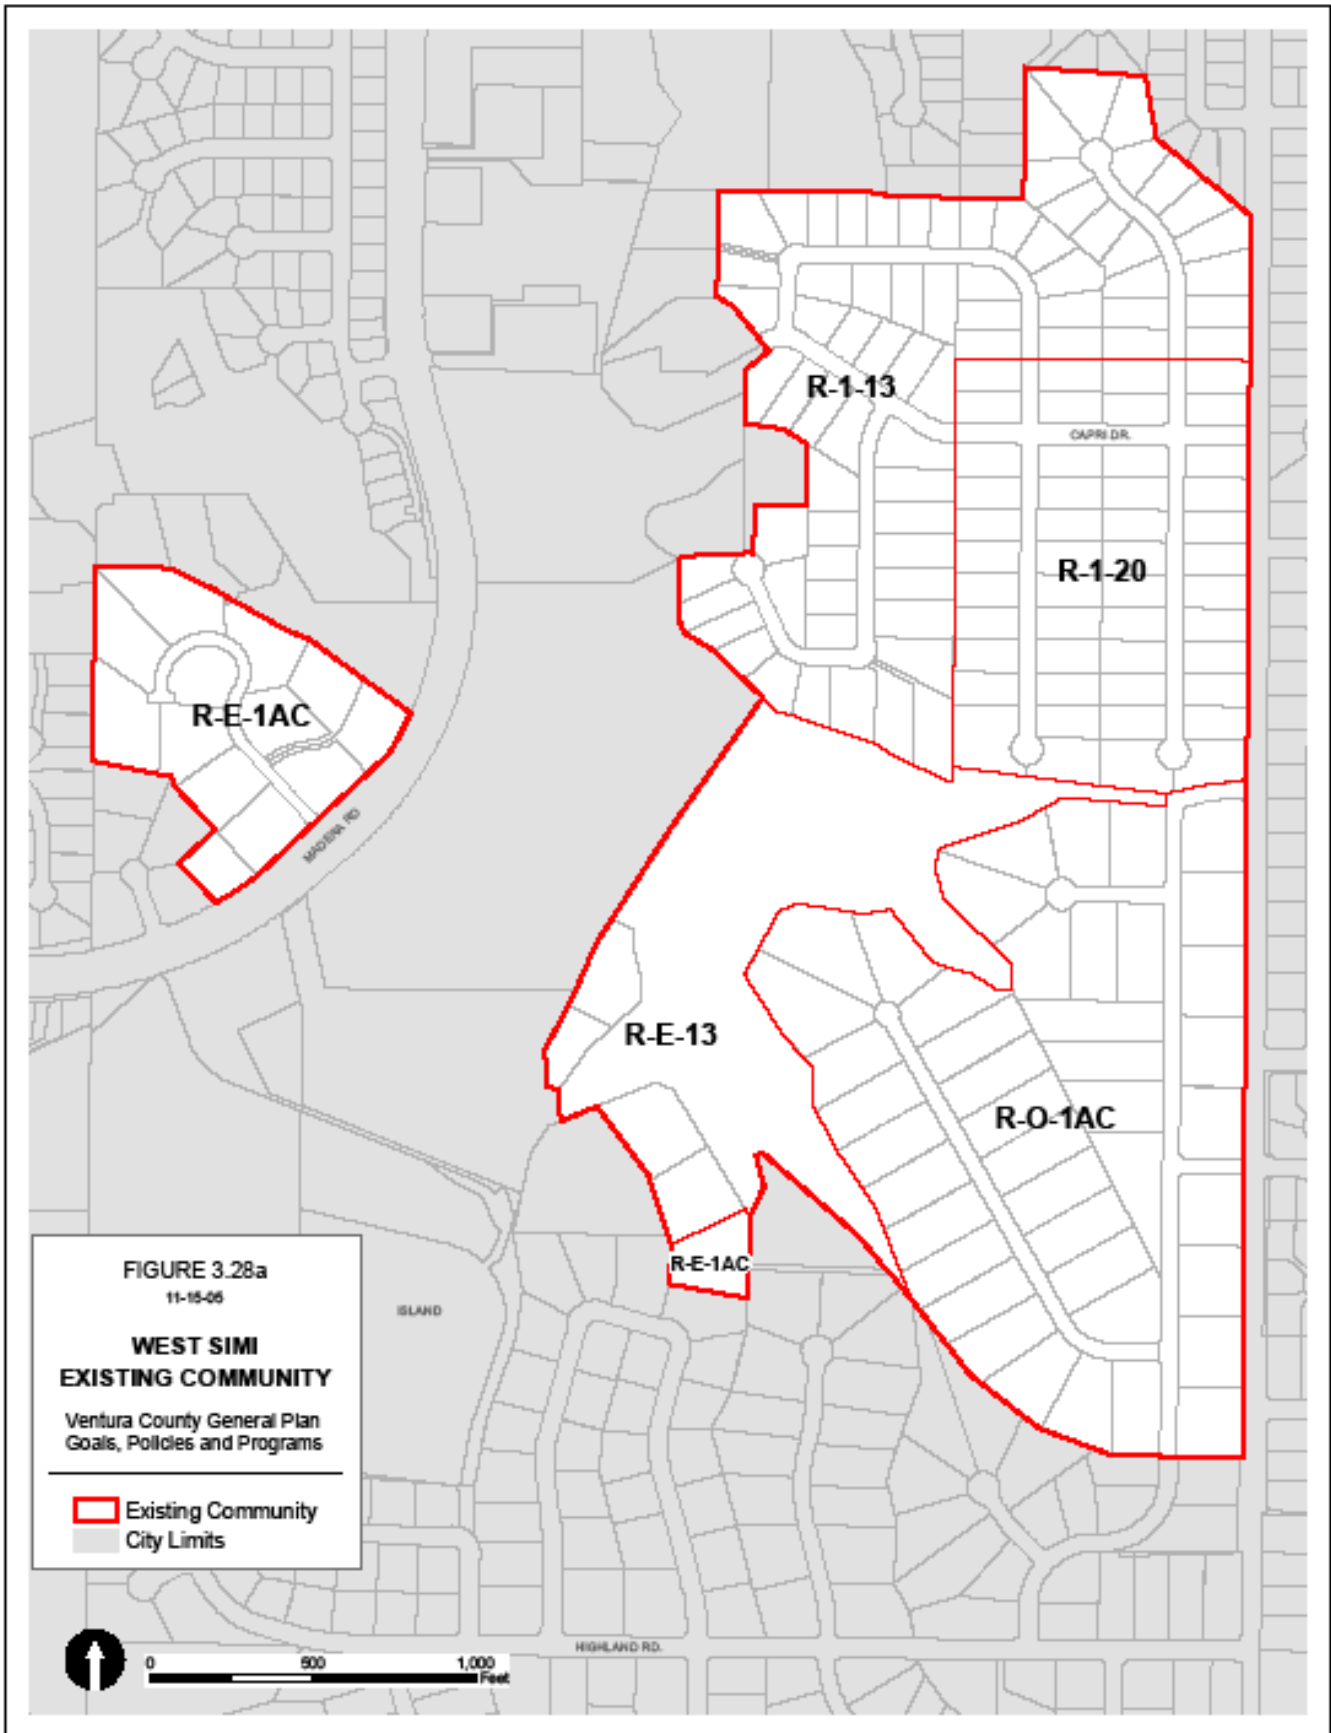 R-1-13
CAPRI DR.
R-1-20
R-E-1AC
MADERA RD
R-E-13
R-O-1AC
R-E-1AC
ISLAND
FIGURE 3.28a
11-15-05
WEST SIMI
EXISTING COMMUNITY
Ventura County General Plan
Goals, Policies and Programs
Existing Community
City Limits
HIGHLAND RD.
0 500 1,000
Feet